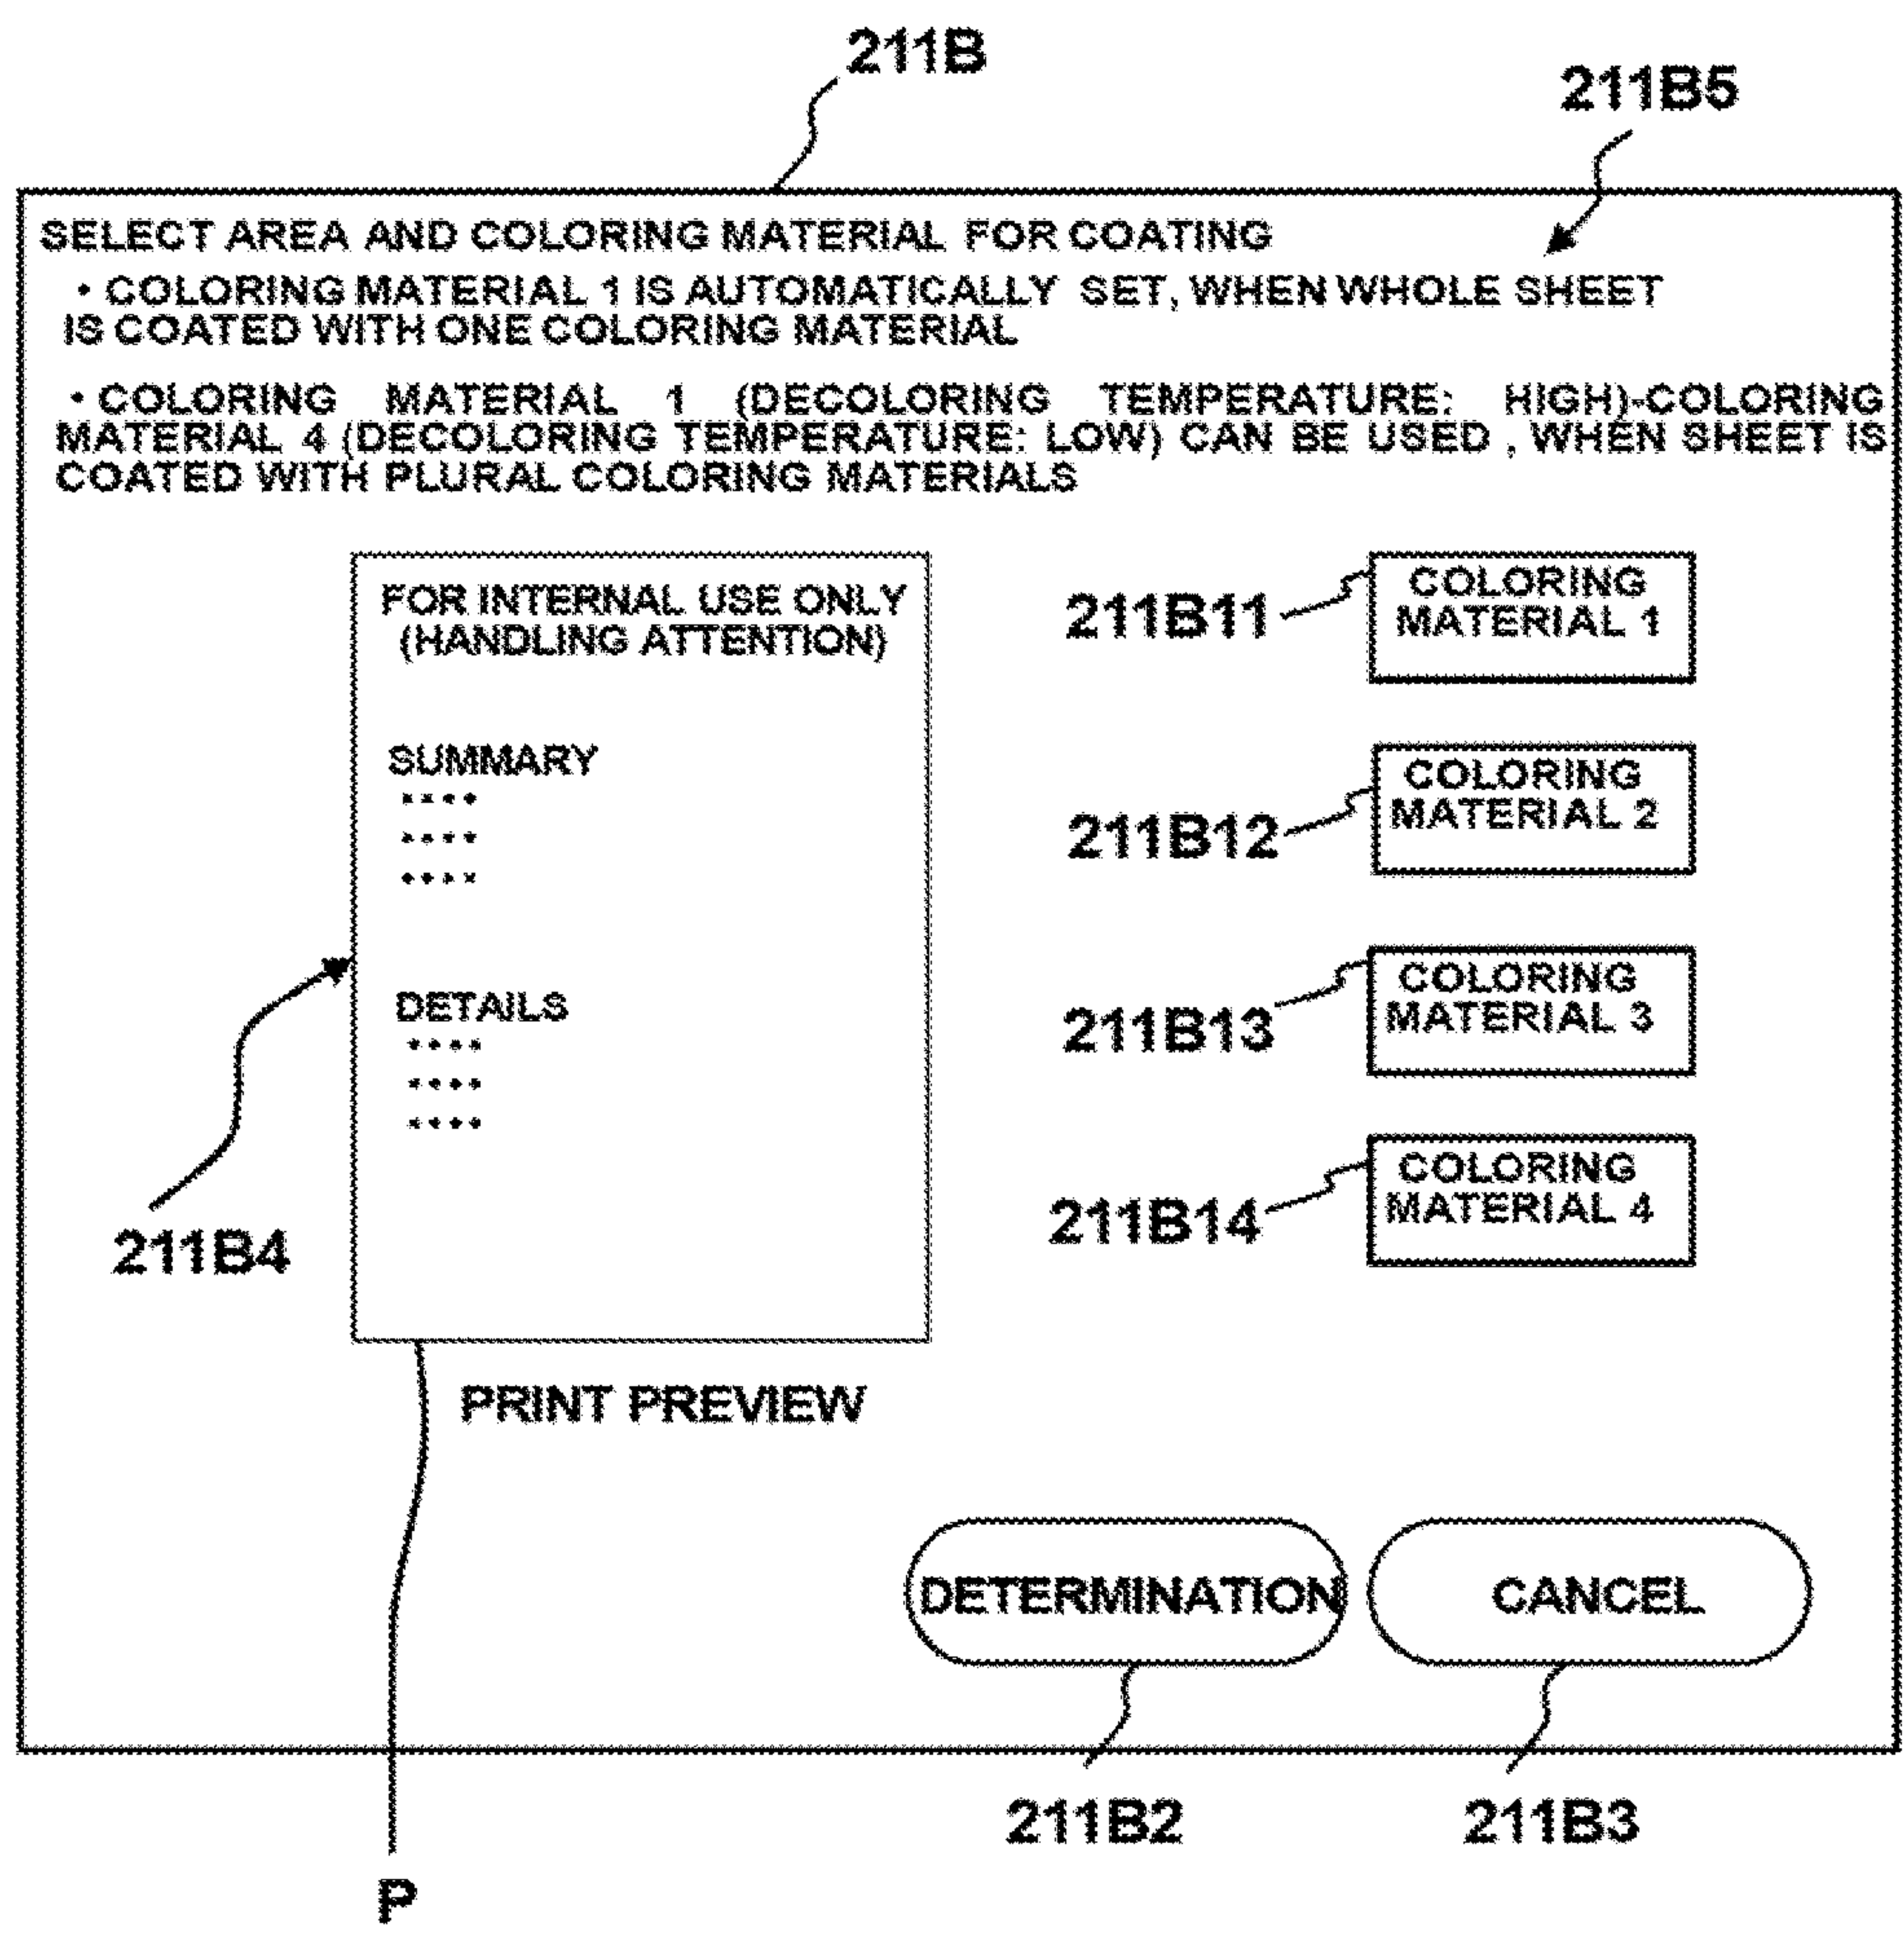 211B
211B5
SELECT AREA AND COLORING MATERIAL FOR COATING
・COLORING MATERIAL 1 IS AUTOMATICALLY SET, WHEN WHOLE SHEET
IS COATED WITH ONE COLORING MATERIAL
・COLORING MATERIAL 1 (DECOLORING TEMPERATURE: HIGH)-COLORING
MATERIAL 4 (DECOLORING TEMPERATURE: LOW) CAN BE USED , WHEN SHEET IS
COATED WITH PLURAL COLORING MATERIALS
FOR INTERNAL USE ONLY
(HANDLING ATTENTION)
SUMMARY
・・・・
・・・・
・・・・
DETAILS
・・・・
・・・・
・・・・
211B4
PRINT PREVIEW
P
211B11
COLORING
MATERIAL 1
211B12
COLORING
MATERIAL 2
211B13
COLORING
MATERIAL 3
211B14
COLORING
MATERIAL 4
DETERMINATION
CANCEL
211B2
211B3